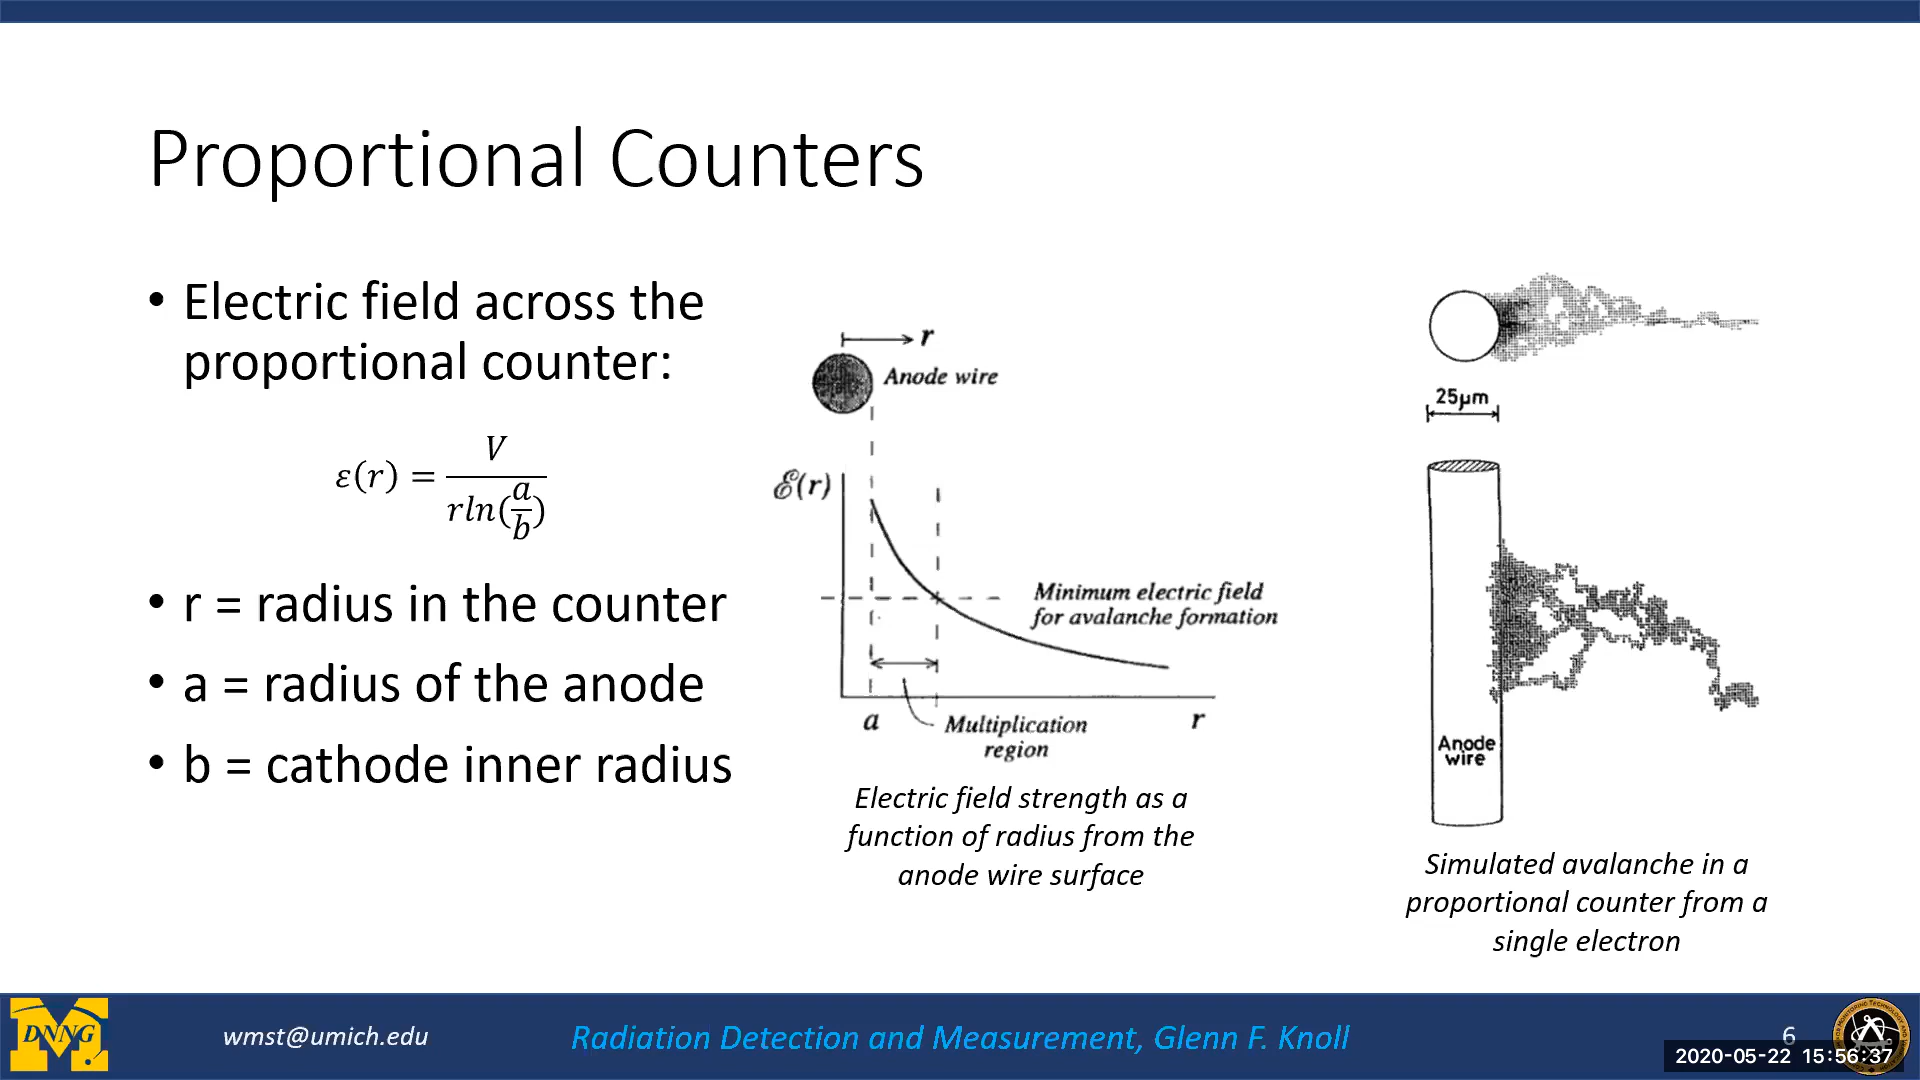 Proportional Counters
• Electric field across the
proportional counter:
ε(r) = V / rln(a/b)
• r = radius in the counter
• a = radius of the anode
• b = cathode inner radius
r
Anode wire
ℰ(r)
Minimum electric field
for avalanche formation
a
r
Multiplication
region
Electric field strength as a
function of radius from the
anode wire surface
25µm
Anode
wire
Simulated avalanche in a
proportional counter from a
single electron
DNNG
wmst@umich.edu
Radiation Detection and Measurement, Glenn F. Knoll
6
2020-05-22 15:56:37